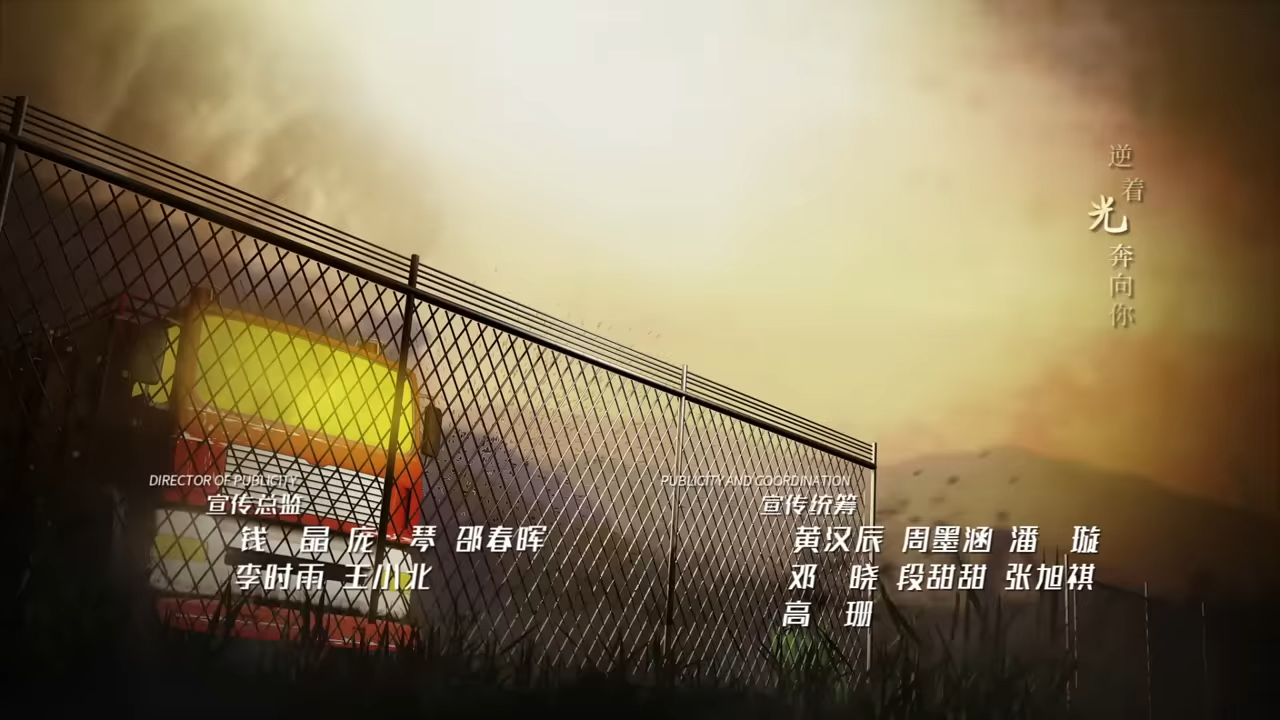 逆着光奔向你
DIRECTOR OF PUBLICITY
宣传总监
钱　晶 庞　琴 邵春晖
李时雨 王小北
PUBLICITY AND COORDINATION
宣传统筹
黄汉辰 周墨涵 潘　璇
邓　晓 段甜甜 张旭祺
高　珊